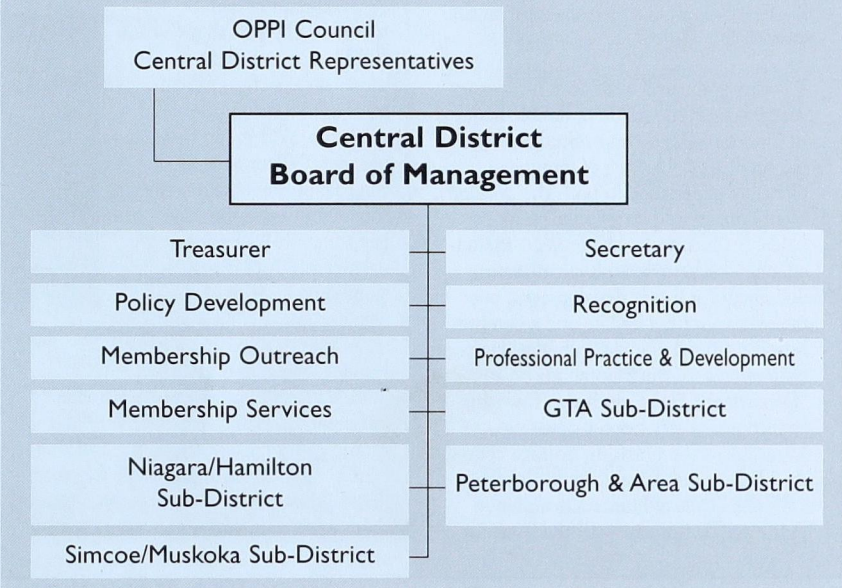 OPPI Council
Central District Representatives
Central District
Board of Management
Treasurer
Secretary
Policy Development
Recognition
Membership Outreach
Professional Practice & Development
Membership Services
GTA Sub-District
Niagara/Hamilton
Sub-District
Peterborough & Area Sub-District
Simcoe/Muskoka Sub-District